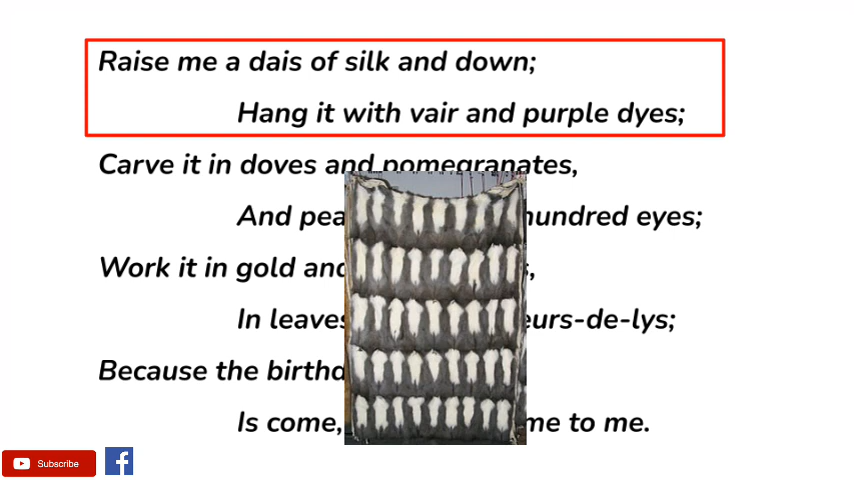 Raise me a dais of silk and down;
Hang it with vair and purple dyes;
Carve it in doves and pomegranates,
And pea hundred eyes;
Work it in gold and
In leaves eurs-de-lys;
Because the birthd
Is come, me to me.
Subscribe